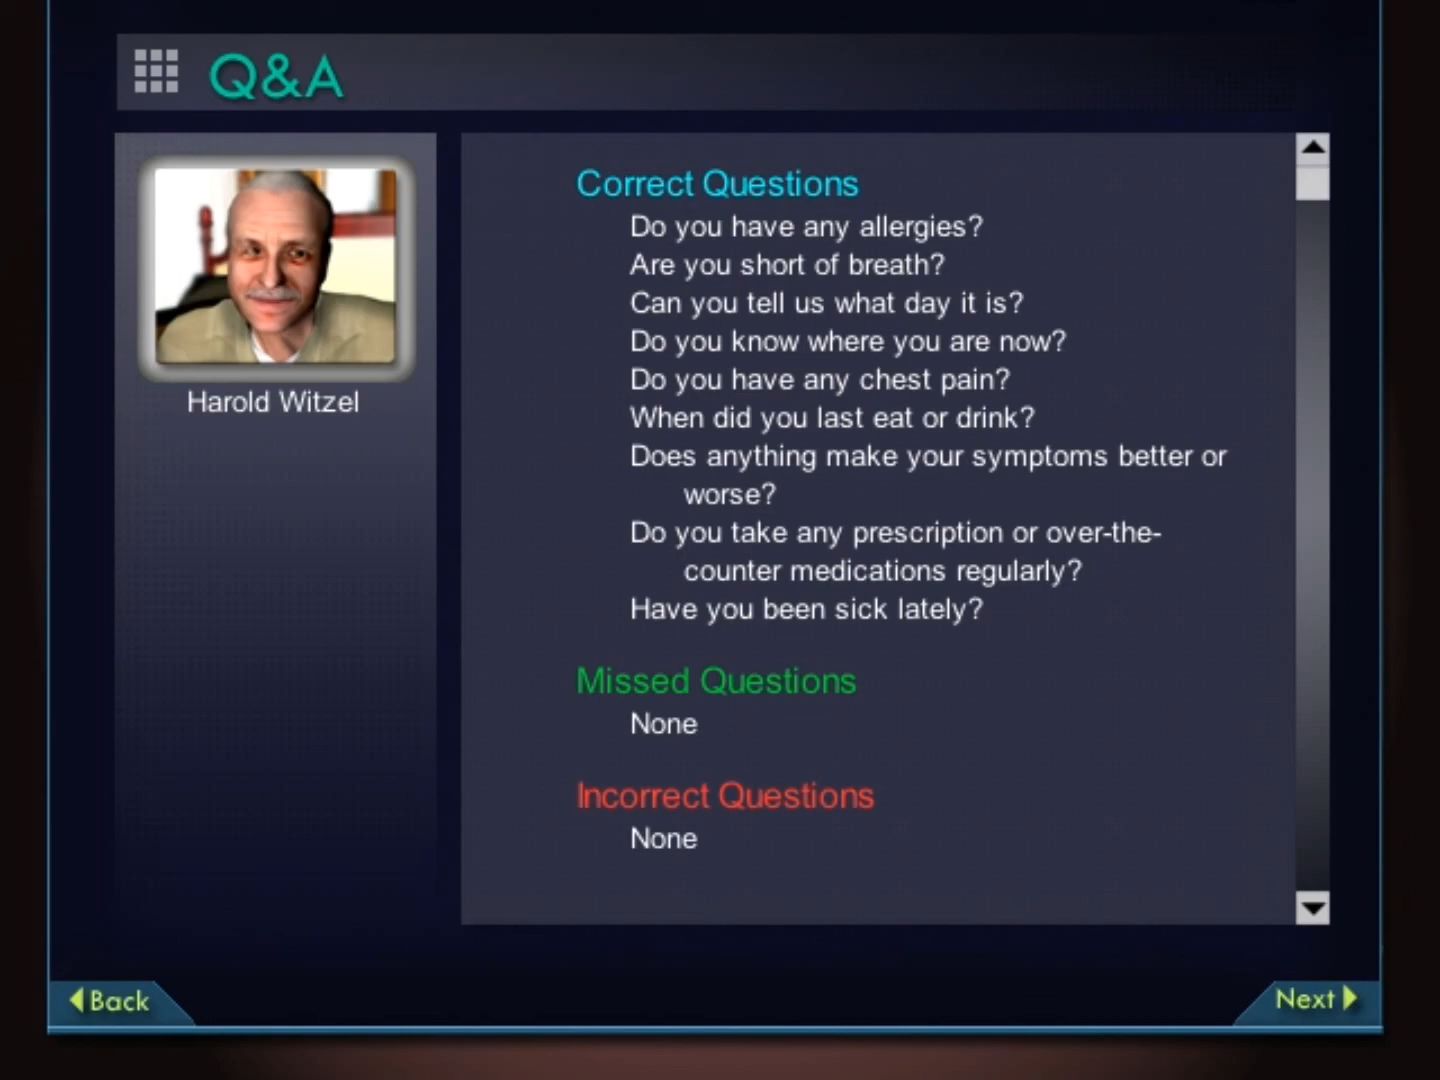 Q&A
Harold Witzel
Correct Questions
Do you have any allergies?
Are you short of breath?
Can you tell us what day it is?
Do you know where you are now?
Do you have any chest pain?
When did you last eat or drink?
Does anything make your symptoms better or
worse?
Do you take any prescription or over-the-
counter medications regularly?
Have you been sick lately?
Missed Questions
None
Incorrect Questions
None
Back
Next